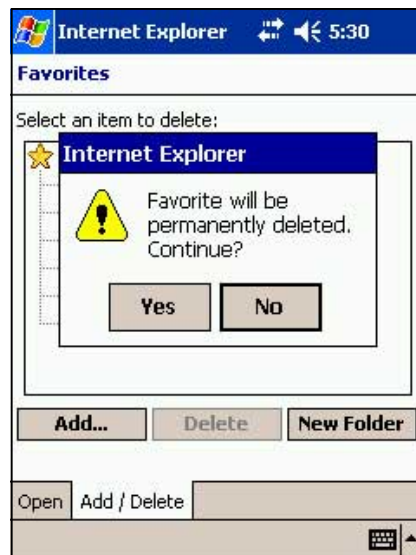 Internet Explorer 5:30
Favorites
Select an item to delete:
Internet Explorer
Favorite will be
permanently deleted.
Continue?
Yes No
Add... Delete New Folder
Open Add / Delete